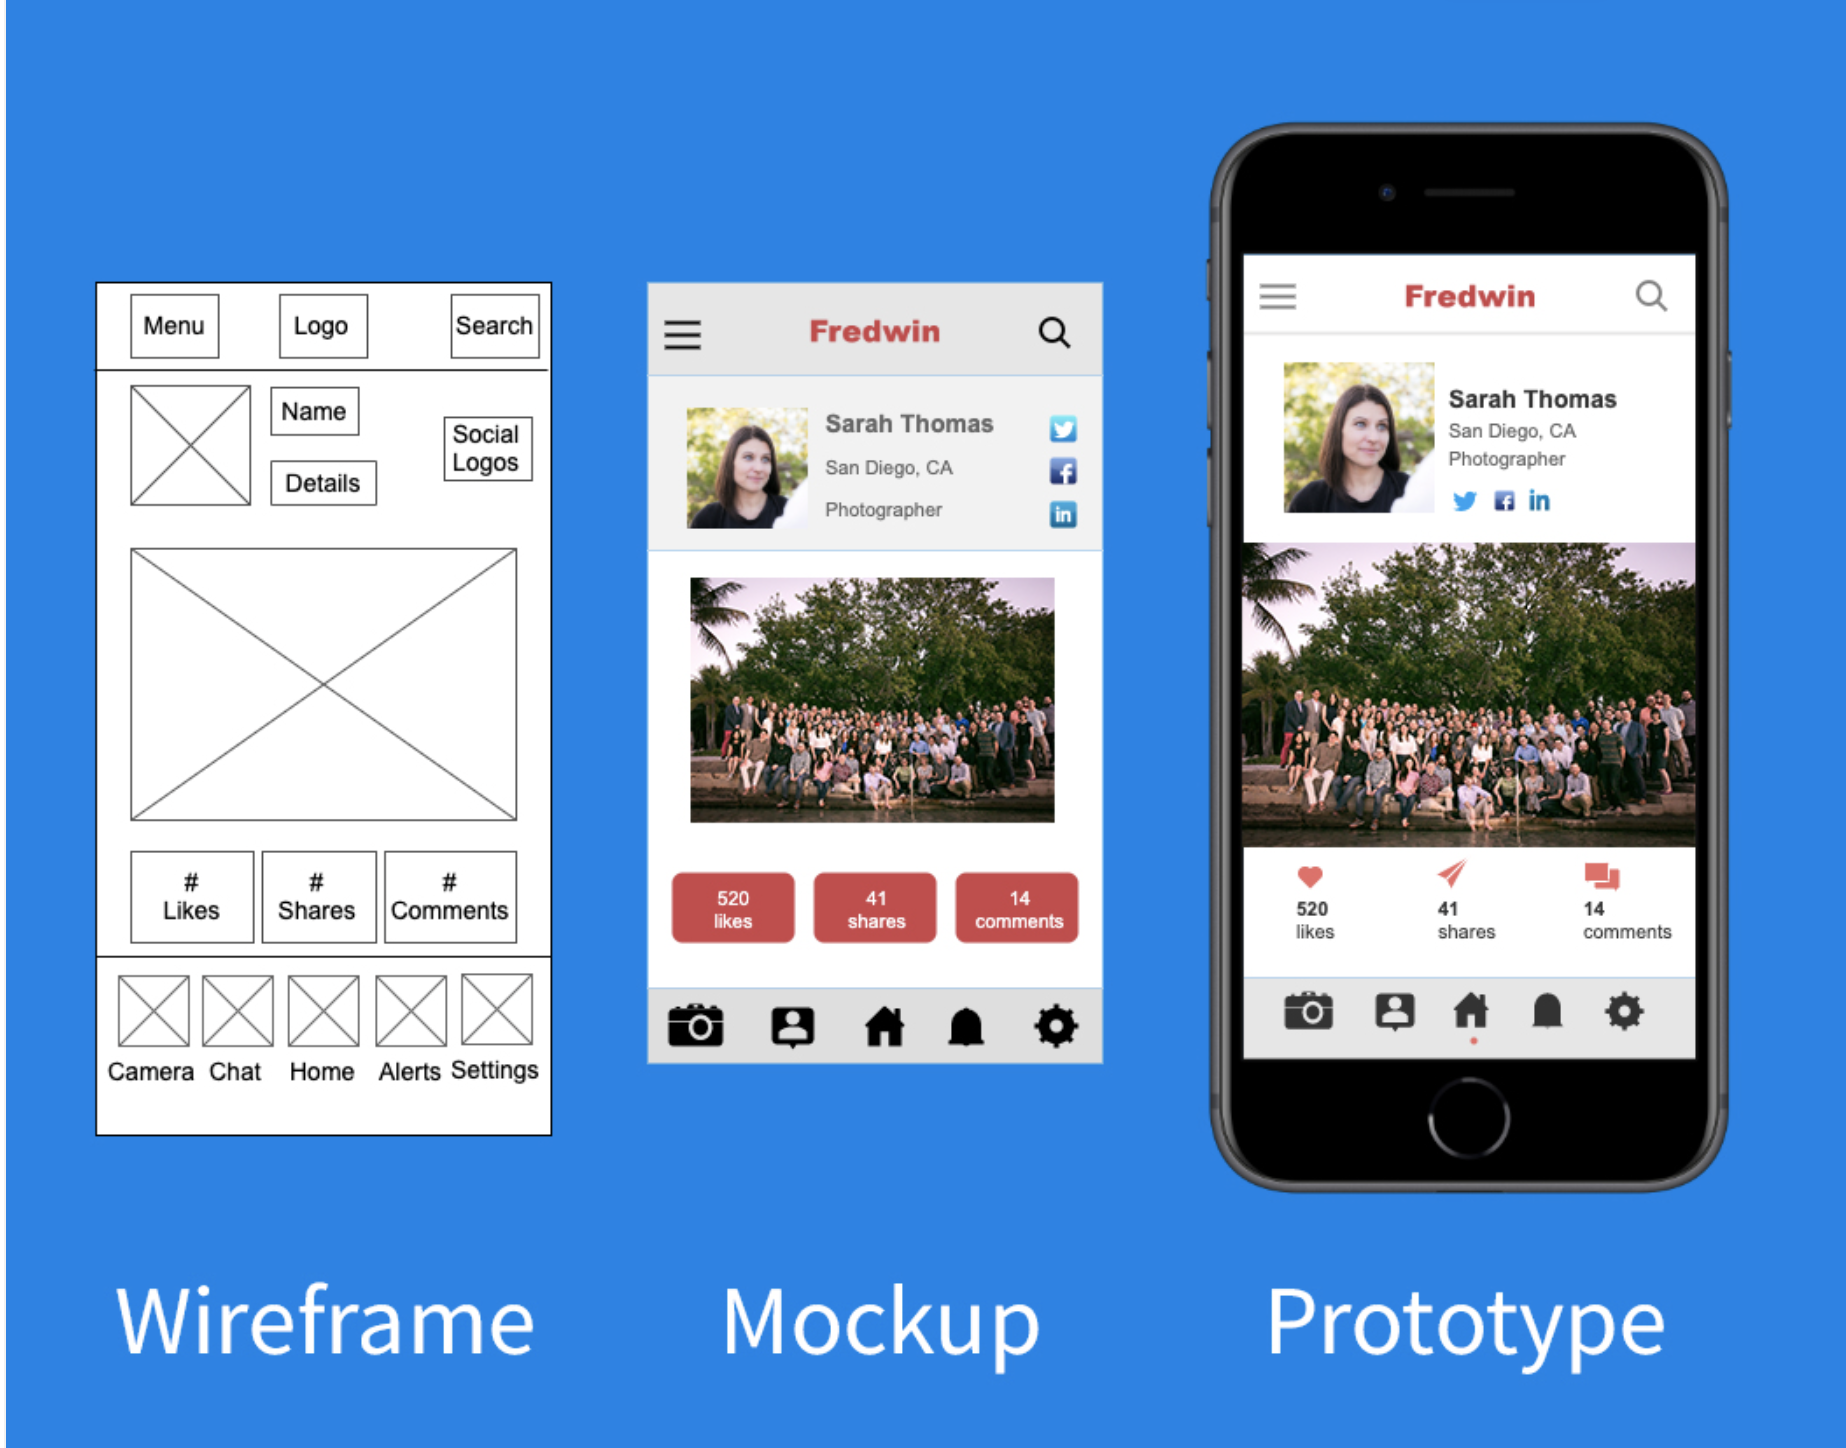 Menu
Logo
Search
Name
Details
Social
Logos
#
Likes
#
Shares
#
Comments
Camera
Chat
Home
Alerts
Settings
Wireframe
Fredwin
Sarah Thomas
San Diego, CA
Photographer
f
in
520
likes
41
shares
14
comments
Mockup
Fredwin
Sarah Thomas
San Diego, CA
Photographer
f in
520
likes
41
shares
14
comments
Prototype